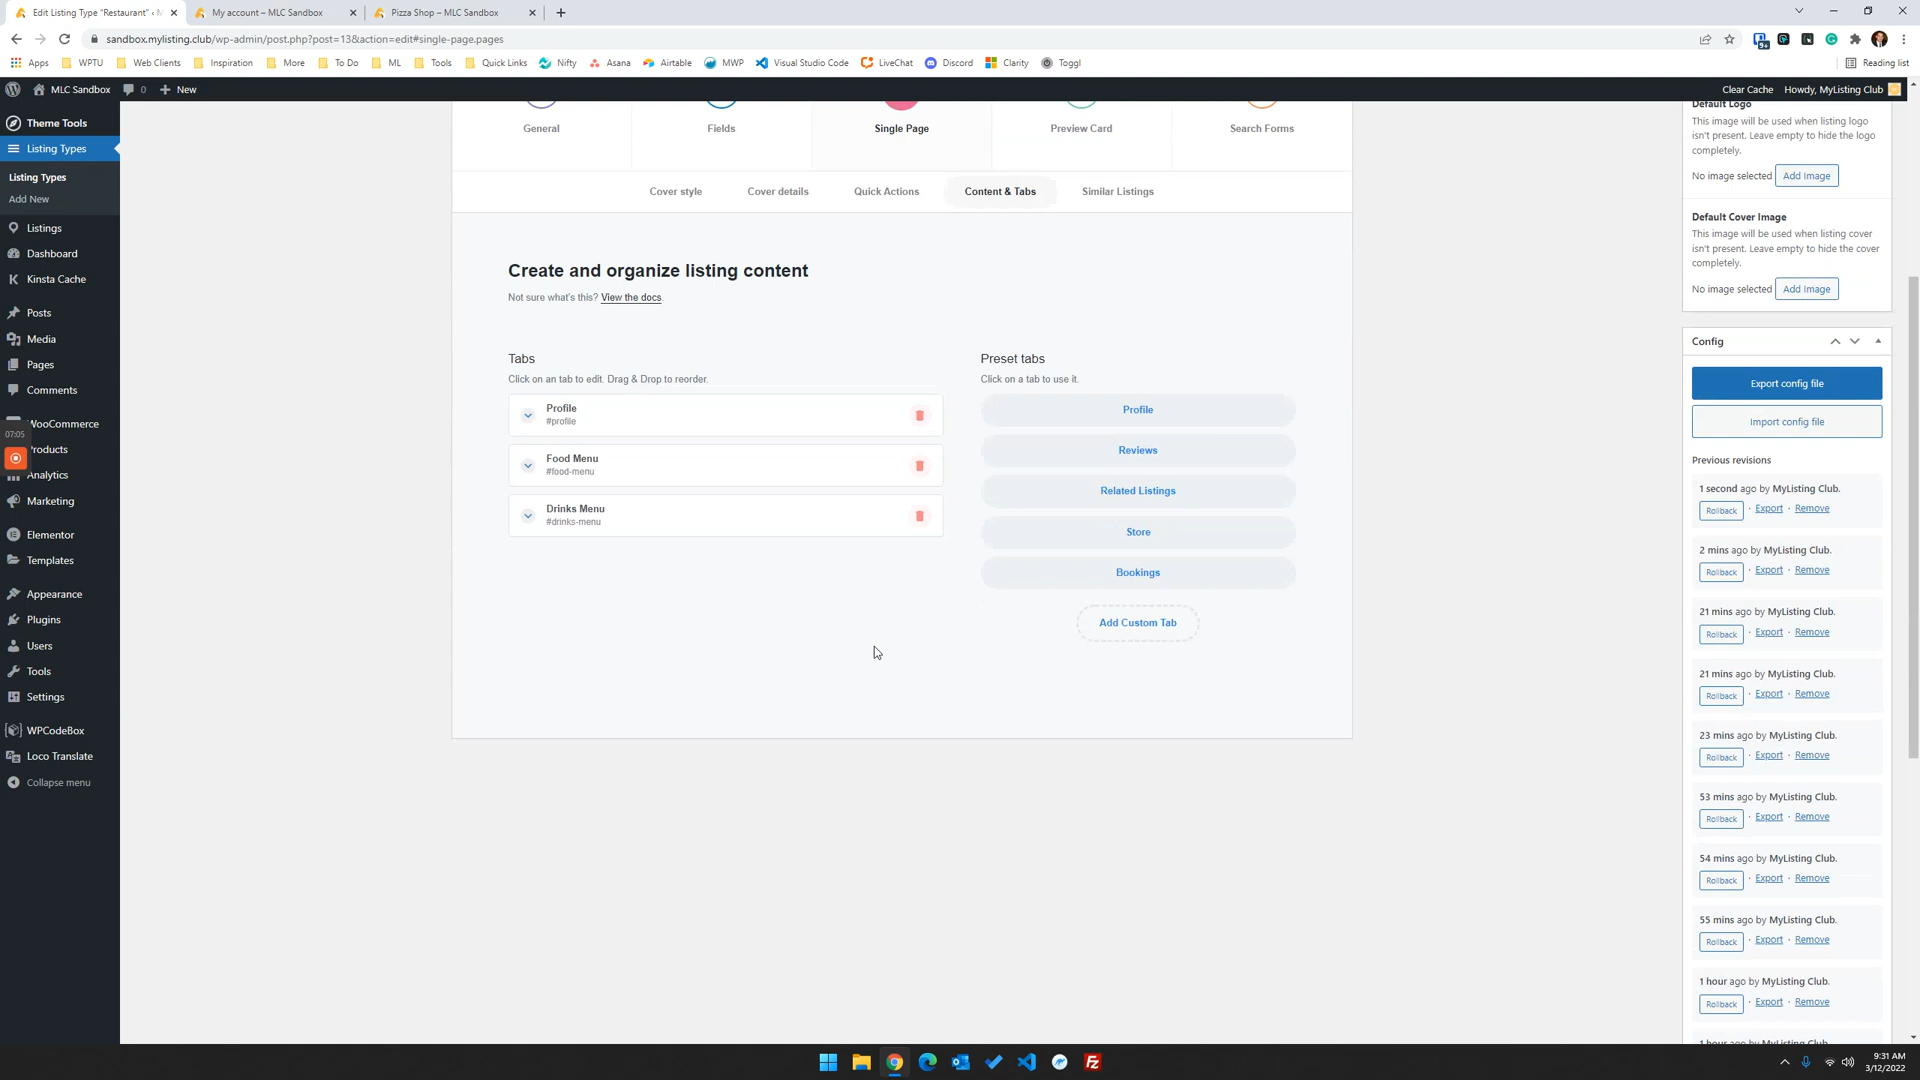 Edit Listing Type "Restaurant" ‹ M
My account – MLC Sandbox
Pizza Shop – MLC Sandbox
sandbox.mylisting.club/wp-admin/post.php?post=13&action=edit#single-page.pages
Apps
WPTU
Web Clients
Inspiration
More
To Do
ML
Tools
Quick Links
Nifty
Asana
Airtable
MWP
Visual Studio Code
LiveChat
Discord
Clarity
Toggl
Reading list
MLC Sandbox
0
New
Clear Cache
Howdy, MyListing Club
Theme Tools
Listing Types
Listing Types
Add New
Listings
Dashboard
Kinsta Cache
Posts
Media
Pages
Comments
WooCommerce
07:05
Products
Analytics
Marketing
Elementor
Templates
Appearance
Plugins
Users
Tools
Settings
WPCodeBox
Loco Translate
Collapse menu
General
Fields
Single Page
Preview Card
Search Forms
Cover style
Cover details
Quick Actions
Content & Tabs
Similar Listings
Create and organize listing content
Not sure what's this? View the docs.
Tabs
Click on an tab to edit. Drag & Drop to reorder.
Profile
#profile
Food Menu
#food-menu
Drinks Menu
#drinks-menu
Preset tabs
Click on a tab to use it.
Profile
Reviews
Related Listings
Store
Bookings
Add Custom Tab
Default Logo
This image will be used when listing logo
isn't present. Leave empty to hide the logo
completely.
No image selected Add Image
Default Cover Image
This image will be used when listing cover
isn't present. Leave empty to hide the cover
completely.
No image selected Add Image
Config
Export config file
Import config file
Previous revisions
1 second ago by MyListing Club.
Rollback · Export · Remove
2 mins ago by MyListing Club.
Rollback · Export · Remove
21 mins ago by MyListing Club.
Rollback · Export · Remove
21 mins ago by MyListing Club.
Rollback · Export · Remove
23 mins ago by MyListing Club.
Rollback · Export · Remove
53 mins ago by MyListing Club.
Rollback · Export · Remove
54 mins ago by MyListing Club.
Rollback · Export · Remove
55 mins ago by MyListing Club.
Rollback · Export · Remove
1 hour ago by MyListing Club.
Rollback · Export · Remove
9:31 AM
3/12/2022